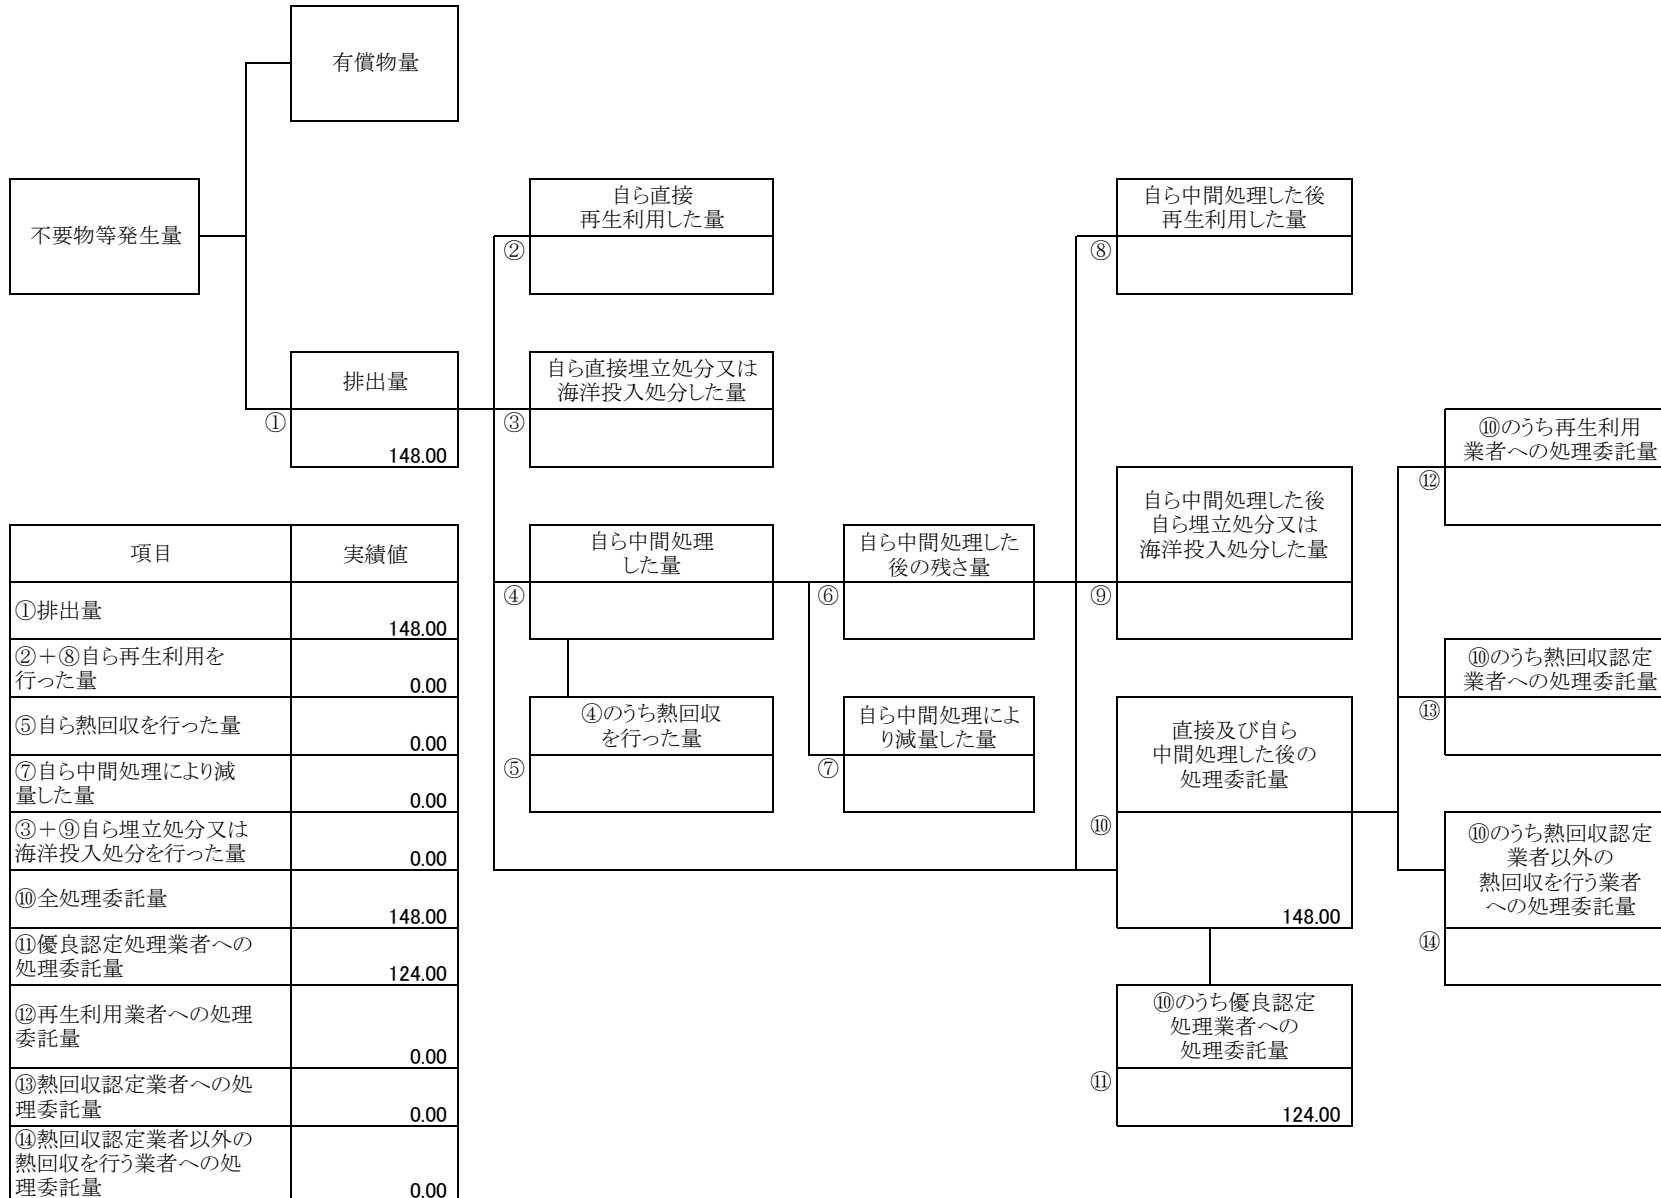 有償物量
不要物等発生量
排出量
①
148.00
自ら直接
再生利用した量
②
自ら直接埋立処分又は
海洋投入処分した量
③
自ら中間処理
した量
④
④のうち熱回収
を行った量
⑤
自ら中間処理した
後の残さ量
⑥
自ら中間処理によ
り減量した量
⑦
自ら中間処理した後
再生利用した量
⑧
自ら中間処理した後
自ら埋立処分又は
海洋投入処分した量
⑨
直接及び自ら
中間処理した後の
処理委託量
⑩
148.00
⑩のうち優良認定
処理業者への
処理委託量
⑪
124.00
⑩のうち再生利用
業者への処理委託量
⑫
⑩のうち熱回収認定
業者への処理委託量
⑬
⑩のうち熱回収認定
業者以外の
熱回収を行う業者
への処理委託量
⑭
項目 実績値
①排出量
148.00
②+⑧自ら再生利用を
行った量
0.00
⑤自ら熱回収を行った量
0.00
⑦自ら中間処理により減
量した量
0.00
③+⑨自ら埋立処分又は
海洋投入処分を行った量
0.00
⑩全処理委託量
148.00
⑪優良認定処理業者への
処理委託量
124.00
⑫再生利用業者への処理
委託量
0.00
⑬熱回収認定業者への処
理委託量
0.00
⑭熱回収認定業者以外の
熱回収を行う業者への処
理委託量
0.00